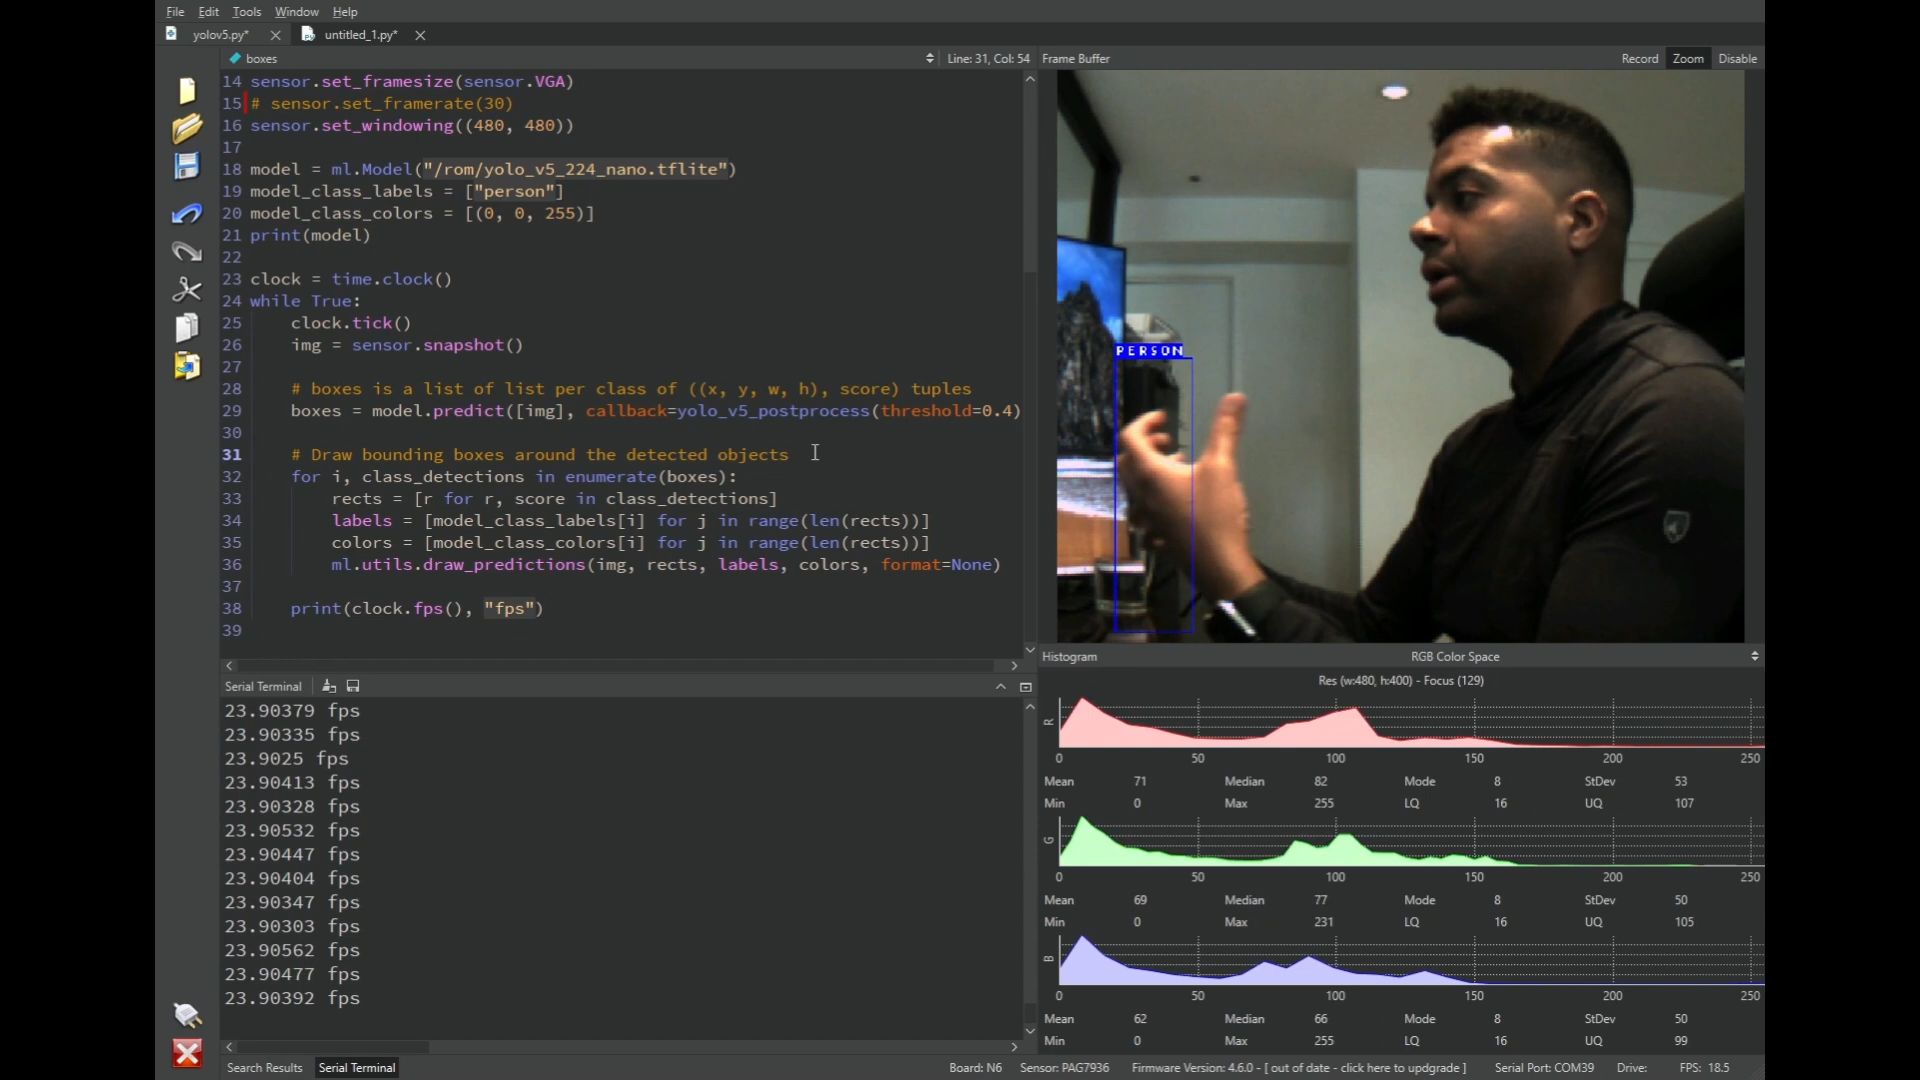 File Edit Tools Window Help
yolov5.py* untitled_1.py*
boxes Line: 31, Col: 54 Frame Buffer Record Zoom Disable
14 sensor.set_framesize(sensor.VGA)
15 # sensor.set_framerate(30)
16 sensor.set_windowing((480, 480))
17
18 model = ml.Model("/rom/yolo_v5_224_nano.tflite")
19 model_class_labels = ["person"]
20 model_class_colors = [(0, 0, 255)]
21 print(model)
22
23 clock = time.clock()
24 while True:
25 clock.tick()
26 img = sensor.snapshot()
27
28 # boxes is a list of list per class of ((x, y, w, h), score) tuples
29 boxes = model.predict([img], callback=yolo_v5_postprocess(threshold=0.4)
30
31 # Draw bounding boxes around the detected objects
32 for i, class_detections in enumerate(boxes):
33 rects = [r for r, score in class_detections]
34 labels = [model_class_labels[i] for j in range(len(rects))]
35 colors = [model_class_colors[i] for j in range(len(rects))]
36 ml.utils.draw_predictions(img, rects, labels, colors, format=None)
37
38 print(clock.fps(), "fps")
39
PERSON
Serial Terminal
23.90379 fps
23.90335 fps
23.9025 fps
23.90413 fps
23.90328 fps
23.90532 fps
23.90447 fps
23.90404 fps
23.90347 fps
23.90303 fps
23.90562 fps
23.90477 fps
23.90392 fps
Histogram RGB Color Space
Res (w:480, h:400) - Focus (129)
R
0 50 100 150 200 250
Mean 71 Median 82 Mode 8 StDev 53
Min 0 Max 255 LQ 16 UQ 107
G
0 50 100 150 200 250
Mean 69 Median 77 Mode 8 StDev 50
Min 0 Max 231 LQ 16 UQ 105
B
0 50 100 150 200 250
Mean 62 Median 66 Mode 8 StDev 50
Min 0 Max 255 LQ 16 UQ 99
Search Results Serial Terminal Board: N6 Sensor: PAG7936 Firmware Version: 4.6.0 - [ out of date - click here to updgrade ] Serial Port: COM39 Drive: FPS: 18.5